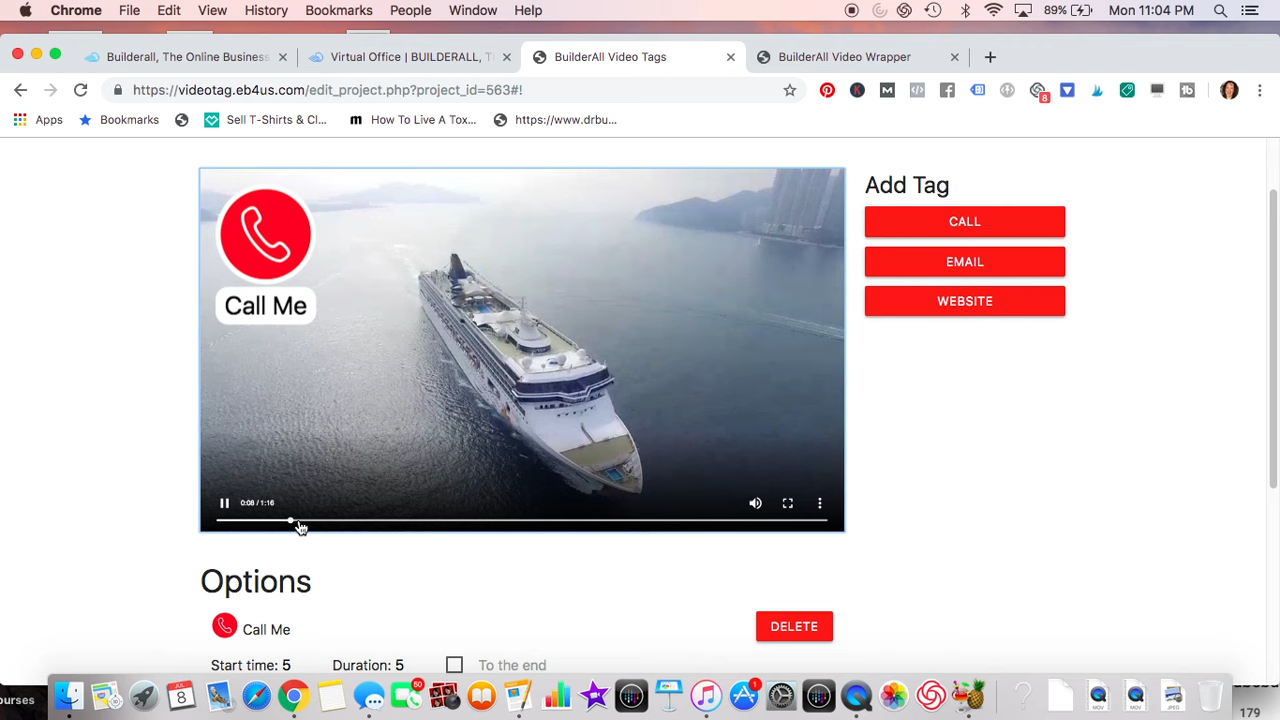 Chrome File Edit View History Bookmarks People Window Help 89% Mon 11:04 PM
Builderall, The Online Business Virtual Office | BUILDERALL, T BuilderAll Video Tags BuilderAll Video Wrapper
https://videotag.eb4us.com/edit_project.php?project_id=563#! 8
Apps Bookmarks Sell T-Shirts & Cl... How To Live A Tox... https://www.drbu...
Call Me
0:08 / 1:16
Add Tag
CALL
EMAIL
WEBSITE
Options
Call Me DELETE
Start time: 5 Duration: 5 To the end
ourses
179